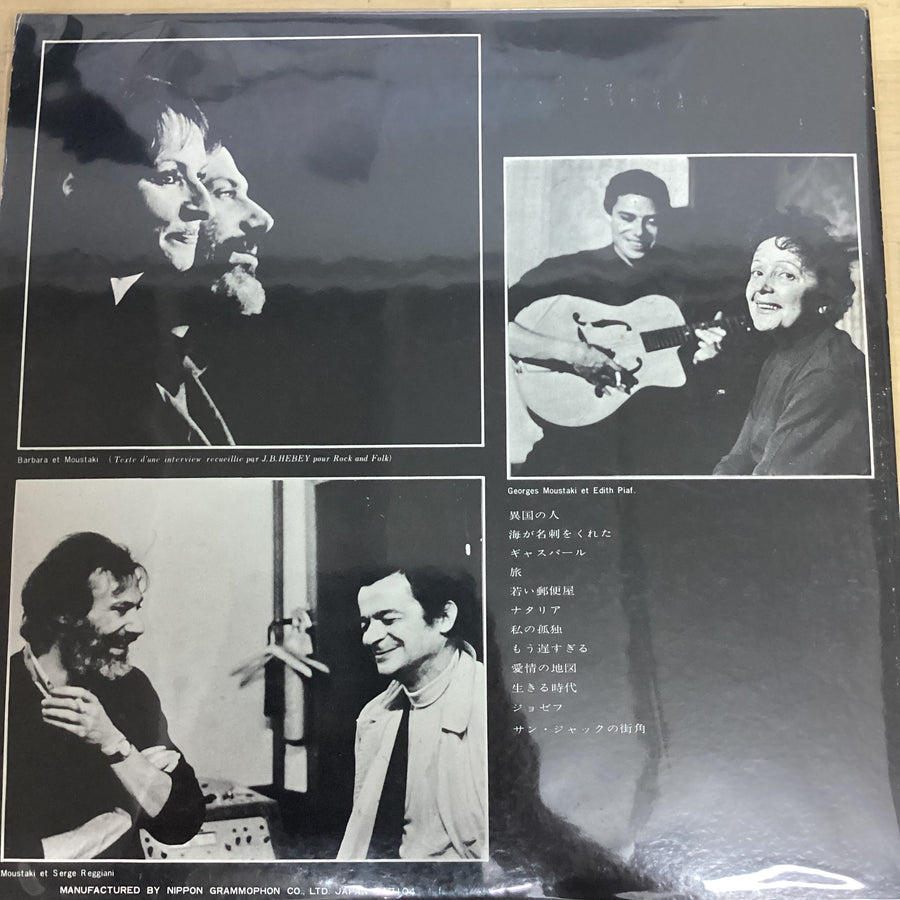 Barbara et Moustaki (Texte d'une interview recueillie par J.B.HEBEY pour Rock and Folk)
Georges Moustaki et Edith Piaf.
異国の人
海が名刺をくれた
ギャスパール
旅
若い郵便屋
ナタリア
私の孤独
もう遅すぎる
愛情の地図
生きる時代
ジョゼフ
サン・ジャックの街角
Moustaki et Serge Reggiani
MANUFACTURED BY NIPPON GRAMMOPHON CO., LTD. JAPAN